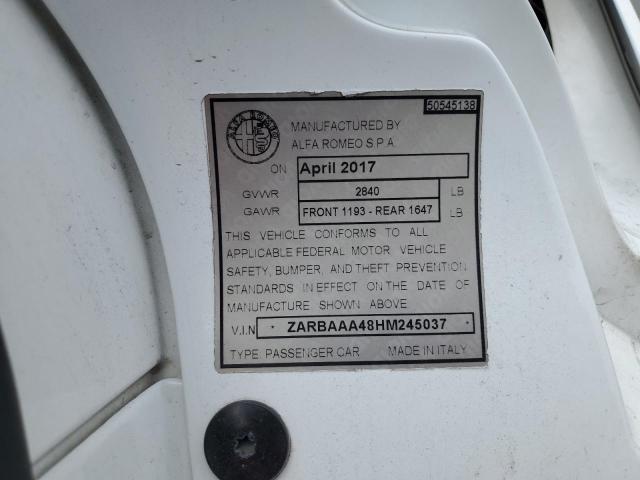 50545138
ALFA ROMEO
MANUFACTURED BY
ALFA ROMEO S.P.A.
ON April 2017
GVWR 2840 LB
GAWR FRONT 1193 - REAR 1647 LB
THIS VEHICLE CONFORMS TO ALL
APPLICABLE FEDERAL MOTOR VEHICLE
SAFETY, BUMPER, AND THEFT PREVENTION
STANDARDS IN EFFECT ON THE DATE OF
MANUFACTURE SHOWN ABOVE.
V.I.N * ZARBAAA48HM245037 *
TYPE PASSENGER CAR MADE IN ITALY